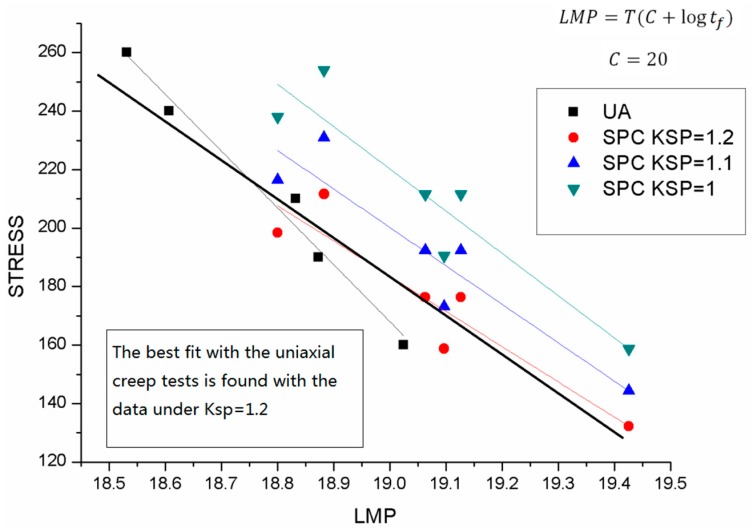 LMP = T(C + log t_f)
C = 20
UA
SPC KSP=1.2
SPC KSP=1.1
SPC KSP=1
260
240
220
200
180
160
140
120
STRESS
The best fit with the uniaxial
creep tests is found with the
data under Ksp=1.2
18.5 18.6 18.7 18.8 18.9 19.0 19.1 19.2 19.3 19.4 19.5
LMP